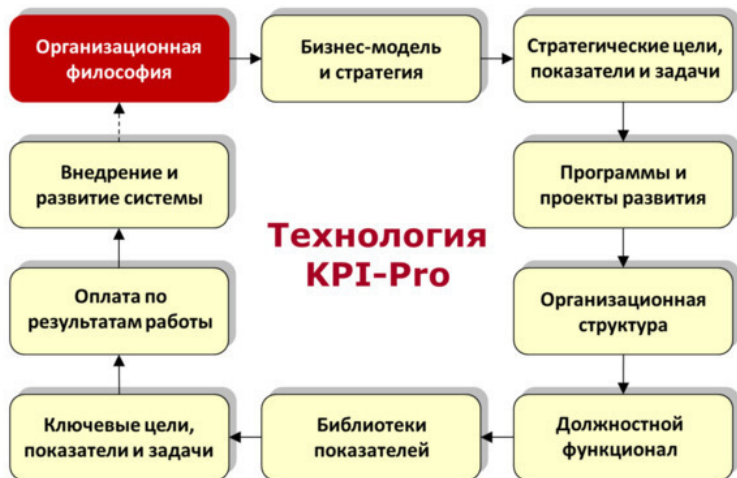 Организационная
философия
Бизнес-модель
и стратегия
Стратегические цели,
показатели и задачи
Внедрение и
развитие системы
Программы и
проекты развития
Технология
KPI-Pro
Оплата по
результатам работы
Организационная
структура
Ключевые цели,
показатели и задачи
Библиотеки
показателей
Должностной
функционал